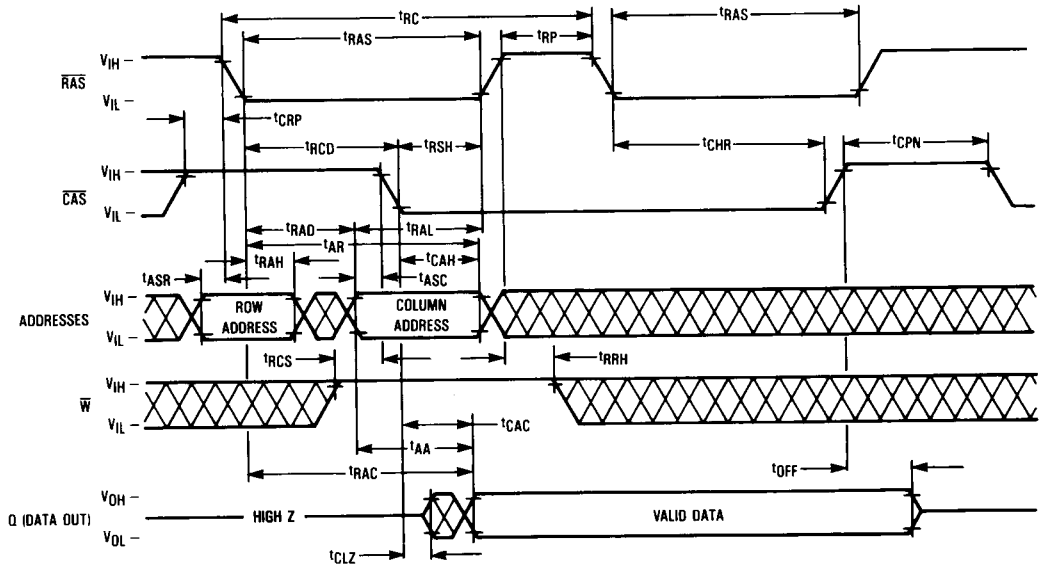 tRC
tRAS
tRAS
tRP
RAS
VIH
VIL
tCRP
tRCD
tRSH
tCHR
tCPN
CAS
VIH
VIL
tRAD
tRAL
tAR
tRAH
tCAH
tASR
tASC
ADDRESSES
VIH
VIL
ROW
ADDRESS
COLUMN
ADDRESS
tRCS
tRRH
W
VIH
VIL
tCAC
tAA
tRAC
tOFF
Q (DATA OUT)
VOH
VOL
HIGH Z
VALID DATA
tCLZ